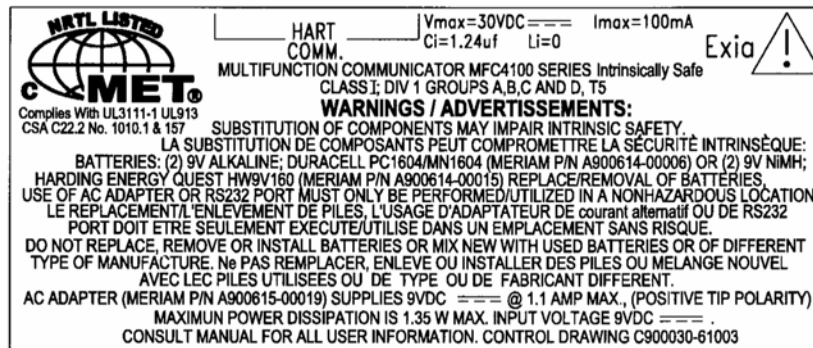 NRTL LISTED
C MET®
Complies With UL3111-1 UL913
CSA C22.2 No. 1010.1 & 157
HART
COMM.
Vmax=30VDC Imax=100mA
Ci=1.24uf Li=0
Exia
!
MULTIFUNCTION COMMUNICATOR MFC4100 SERIES Intrinsically Safe
CLASS I; DIV 1 GROUPS A,B,C AND D, T5
WARNINGS / ADVERTISSEMENTS:
SUBSTITUTION OF COMPONENTS MAY IMPAIR INTRINSIC SAFETY.
LA SUBSTITUTION DE COMPOSANTS PEUT COMPROMETTRE LA SÉCURITÉ INTRINSÈQUE:
BATTERIES: (2) 9V ALKALINE; DURACELL PC1604/MN1604 (MERIAM P/N A900614-00006) OR (2) 9V NiMH;
HARDING ENERGY QUEST HW9V160 (MERIAM P/N A900614-00015) REPLACE/REMOVAL OF BATTERIES,
USE OF AC ADAPTER OR RS232 PORT MUST ONLY BE PERFORMED/UTILIZED IN A NONHAZARDOUS LOCATION
LE REPLACEMENT/L'ENLEVEMENT DE PILES, L'USAGE D'ADAPTATEUR DE courant alternatif OU DE RS232
PORT DOIT ETRE SEULEMENT EXECUTE/UTILISE DANS UN EMPLACEMENT SANS RISQUE.
DO NOT REPLACE, REMOVE OR INSTALL BATTERIES OR MIX NEW WITH USED BATTERIES OR OF DIFFERENT
TYPE OF MANUFACTURE. Ne PAS REMPLACER, ENLEVE OU INSTALLER DES PILES OU MELANGE NOUVEL
AVEC LEC PILES UTILISEES OU DE TYPE OU DE FABRICANT DIFFERENT.
AC ADAPTER (MERIAM P/N A900615-00019) SUPPLIES 9VDC @ 1.1 AMP MAX., (POSITIVE TIP POLARITY)
MAXIMUN POWER DISSIPATION IS 1.35 W MAX. INPUT VOLTAGE 9VDC .
CONSULT MANUAL FOR ALL USER INFORMATION. CONTROL DRAWING C900030-61003